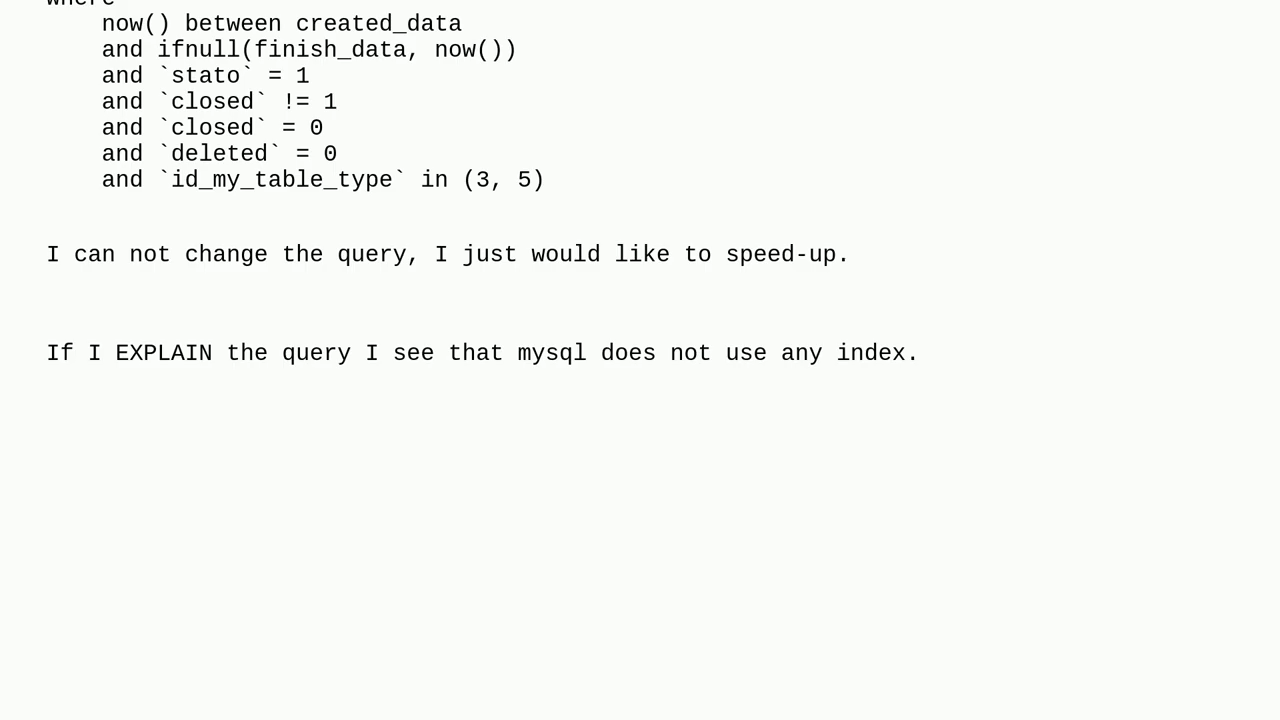 where
now() between created_data
and ifnull(finish_data, now())
and `stato` = 1
and `closed` != 1
and `closed` = 0
and `deleted` = 0
and `id_my_table_type` in (3, 5)
I can not change the query, I just would like to speed-up.
If I EXPLAIN the query I see that mysql does not use any index.